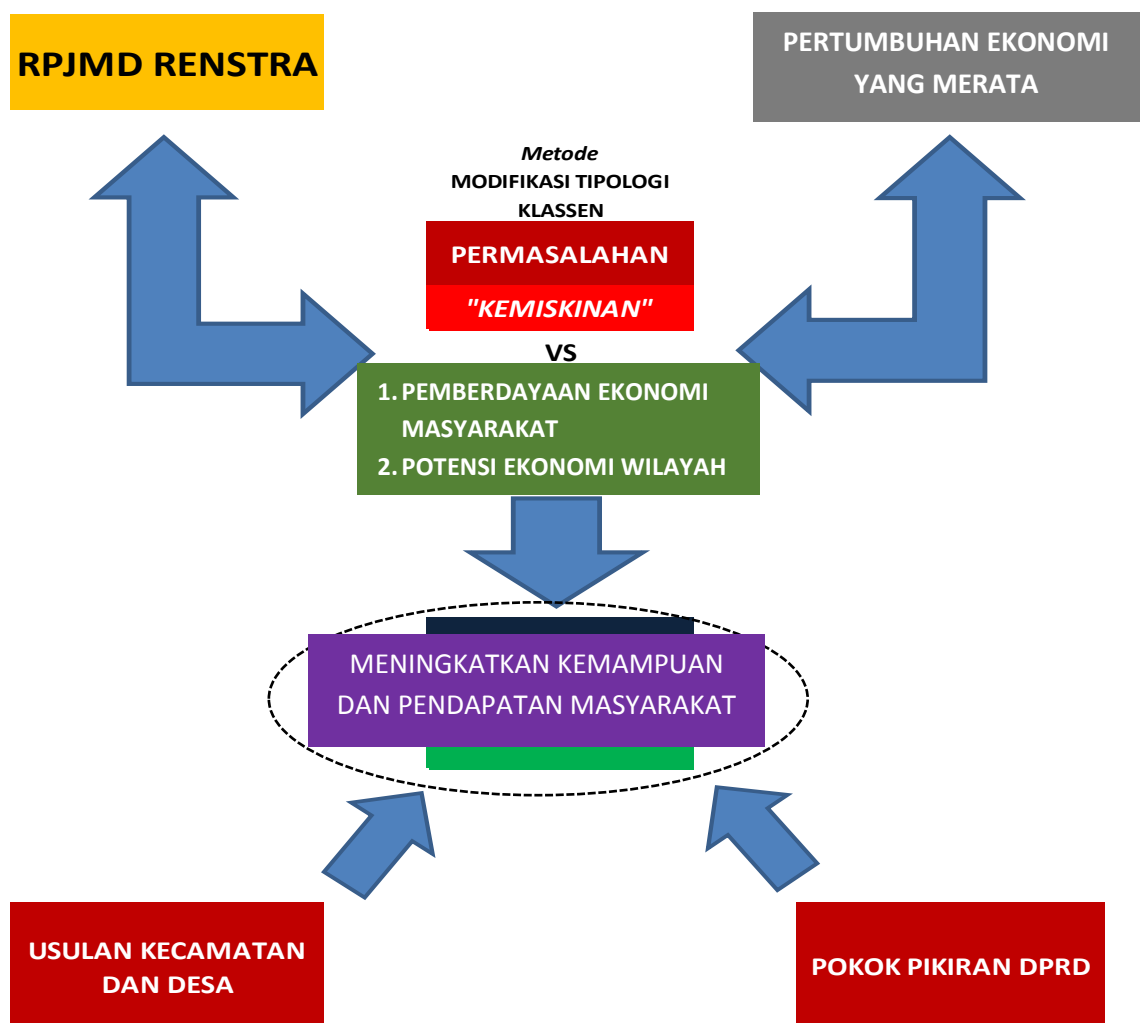 RPJMD RENSTRA
PERTUMBUHAN EKONOMI
YANG MERATA
Metode
MODIFIKASI TIPOLOGI
KLASSEN
PERMASALAHAN
"KEMISKINAN"
VS
1. PEMBERDAYAAN EKONOMI
MASYARAKAT
2. POTENSI EKONOMI WILAYAH
MENINGKATKAN KEMAMPUAN
DAN PENDAPATAN MASYARAKAT
USULAN KECAMATAN
DAN DESA
POKOK PIKIRAN DPRD